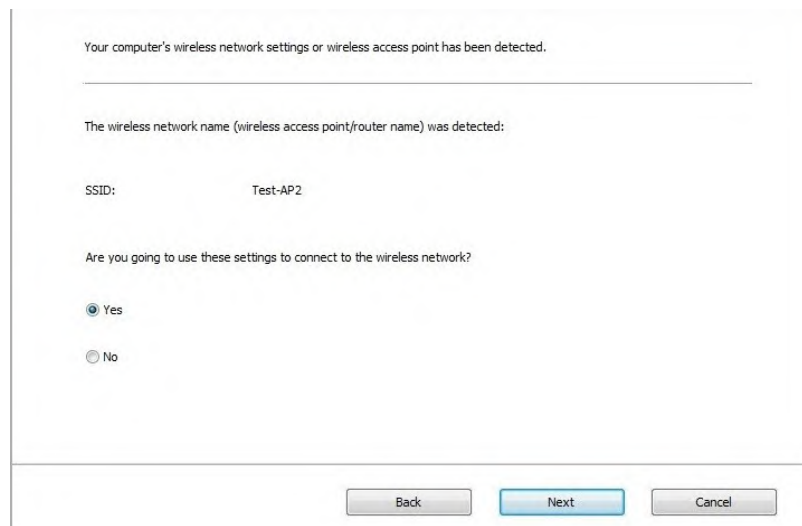 Your computer's wireless network settings or wireless access point has been detected.
The wireless network name (wireless access point/router name) was detected:
SSID: Test-AP2
Are you going to use these settings to connect to the wireless network?
Yes
No
Back Next Cancel